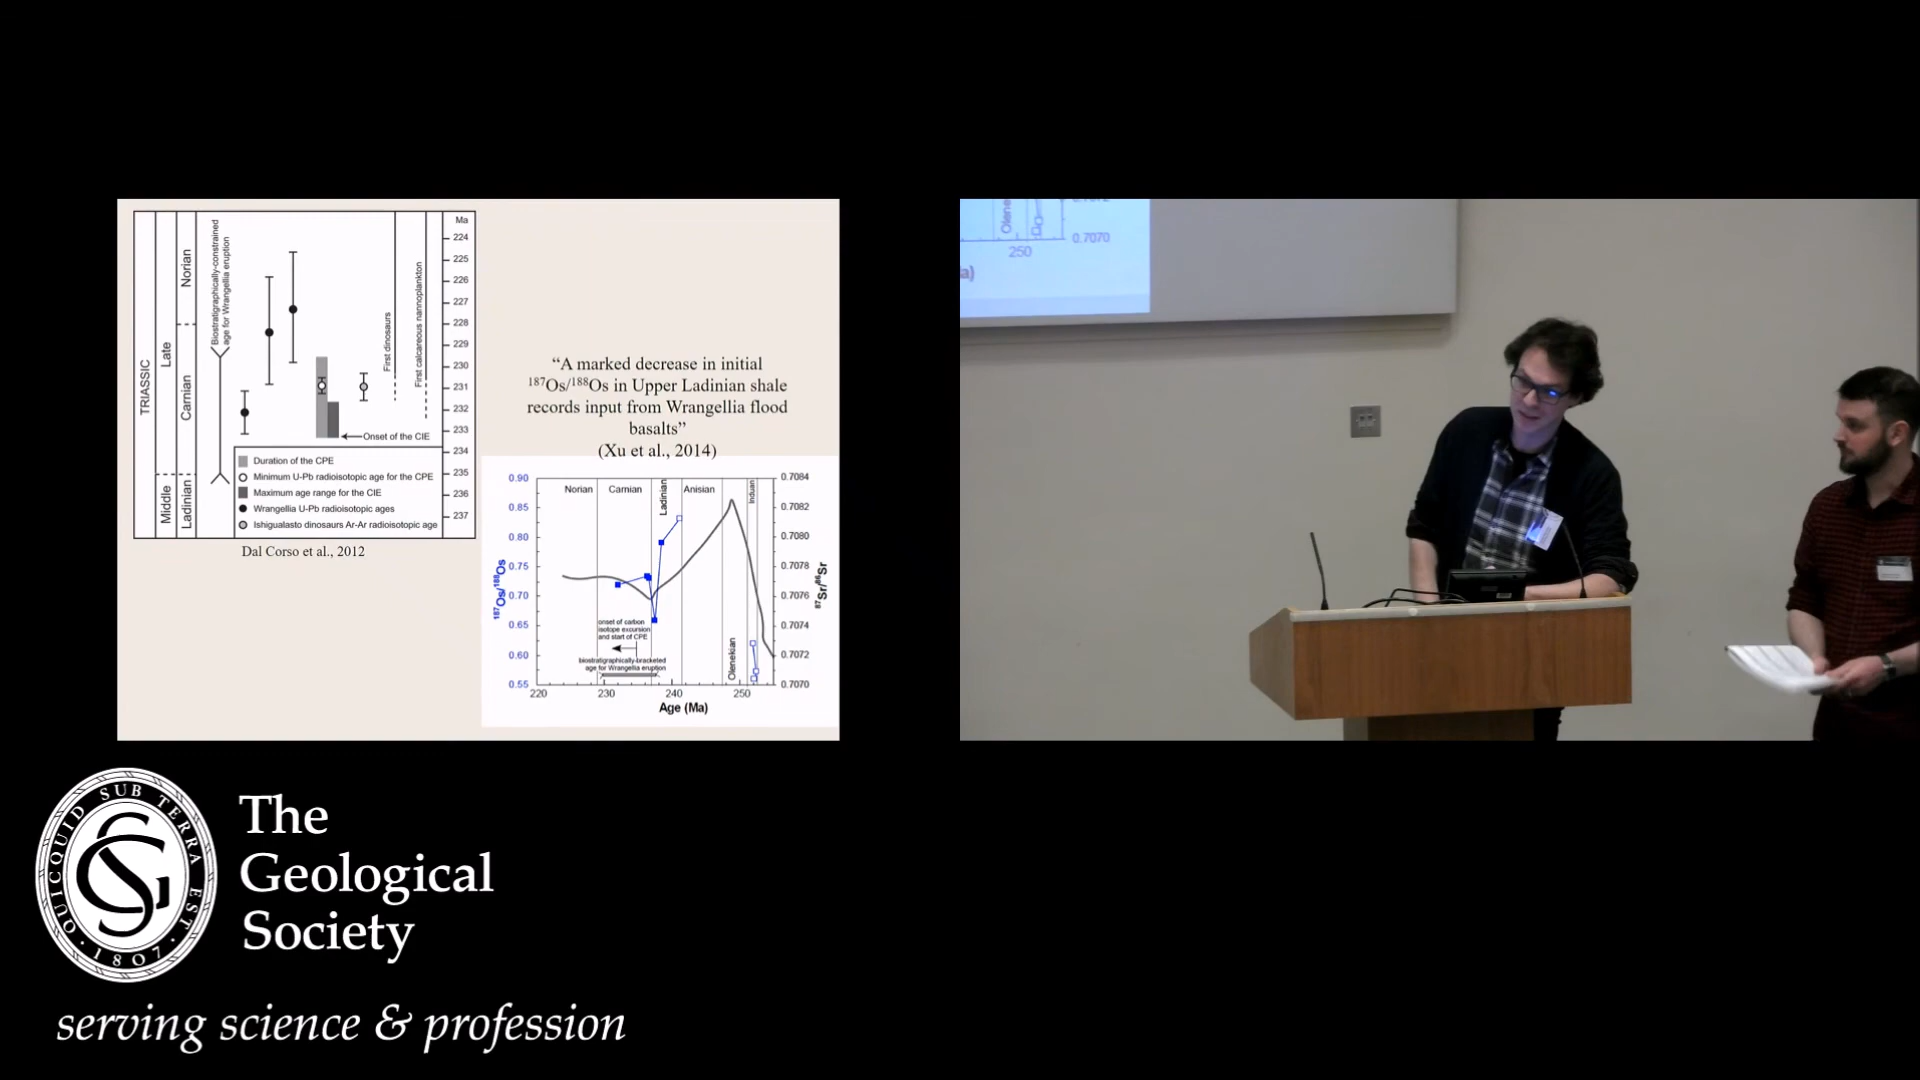 TRIASSIC
Middle
Late
Ladinian
Carnian
Norian
Biostratigraphically-constrained
age for Wrangellia eruption
First dinosaurs
First calcareous nannoplankton
Ma
224
225
226
227
228
229
230
231
232
233
234
235
236
237
Onset of the CIE
Duration of the CPE
Minimum U-Pb radioisotopic age for the CPE
Maximum age range for the CIE
Wrangellia U-Pb radioisotopic ages
Ishigualasto dinosaurs Ar-Ar radioisotopic age
Dal Corso et al., 2012
“A marked decrease in initial
187Os/188Os in Upper Ladinian shale
records input from Wrangellia flood
basalts”
(Xu et al., 2014)
187Os/188Os
0.90
0.85
0.80
0.75
0.70
0.65
0.60
0.55
Norian
Carnian
Ladinian
Anisian
Olenekian
Induan
onset of carbon
isotope excursion
and start of CPE
biostratigraphically-bracketed
age for Wrangellia eruption
0.7084
0.7082
0.7080
0.7078
0.7076
0.7074
0.7072
0.7070
87Sr/86Sr
220
230
240
250
Age (Ma)
Olene
0.7070
250
a)
QUICQUID SUB TERRA EST
1807
The
Geological
Society
serving science & profession